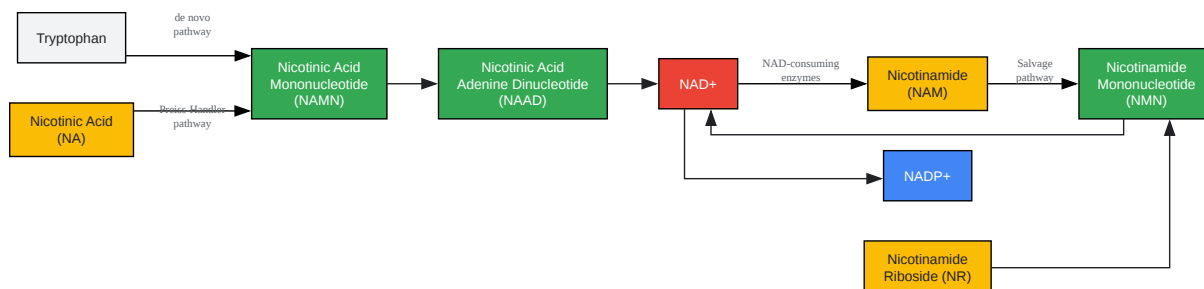 Tryptophan
de novo
pathway
Nicotinic Acid
Mononucleotide
(NAMN)
Nicotinic Acid
Adenine Dinucleotide
(NAAD)
NAD+
NAD-consuming
enzymes
Nicotinamide
(NAM)
Salvage
pathway
Nicotinamide
Mononucleotide
(NMN)
Nicotinic Acid
(NA)
Preiss-Handler
pathway
NADP+
Nicotinamide
Riboside (NR)